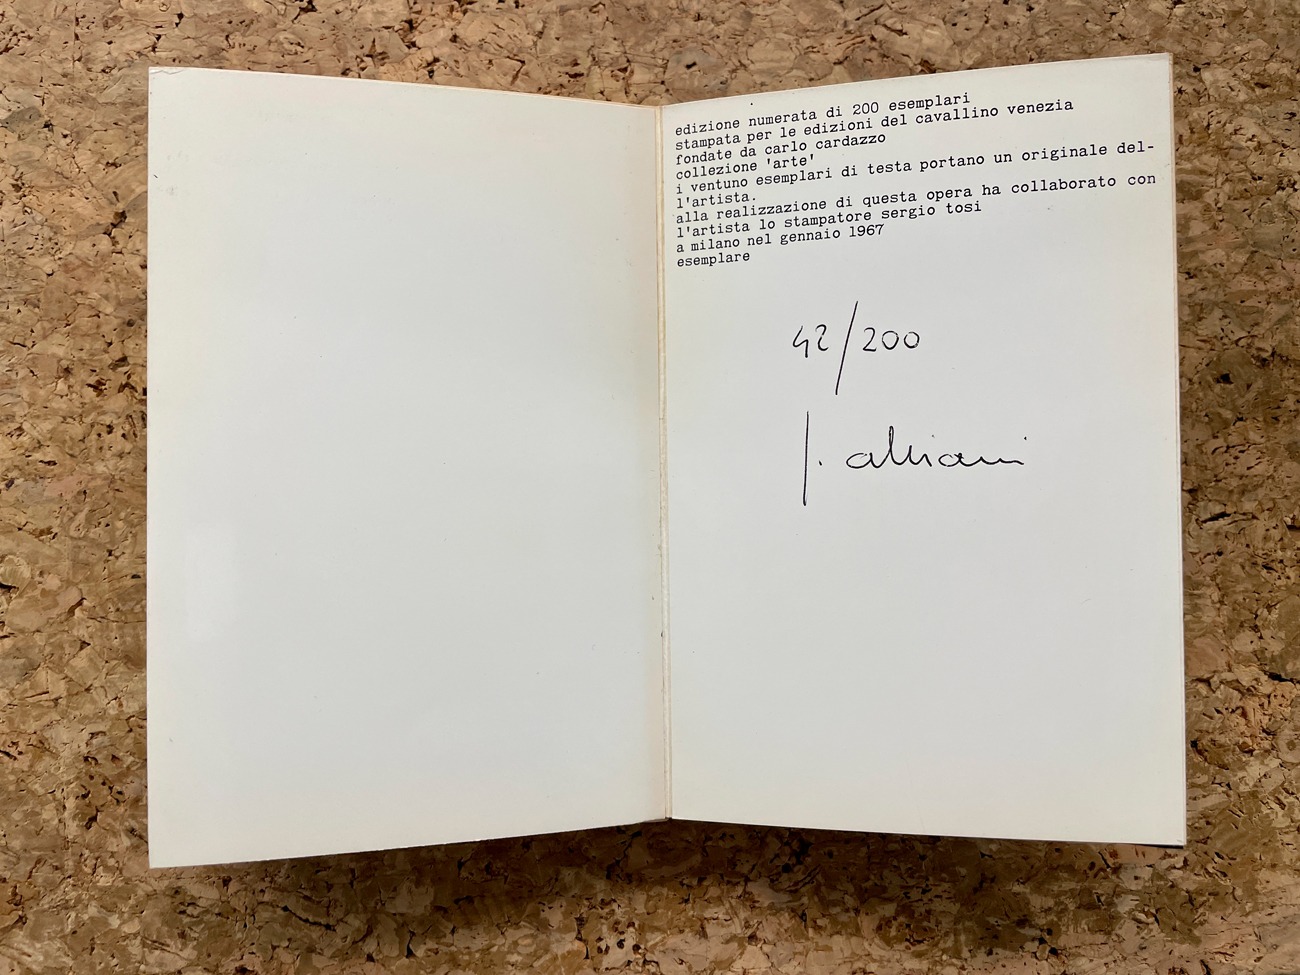 edizione numerata di 200 esemplari
stampata per le edizioni del cavallino venezia
fondate da carlo cardazzo
collezione 'arte'
i ventuno esemplari di testa portano un originale del-
l'artista.
alla realizzazione di questa opera ha collaborato con
l'artista lo stampatore sergio tosi
a milano nel gennaio 1967
esemplare
42/200